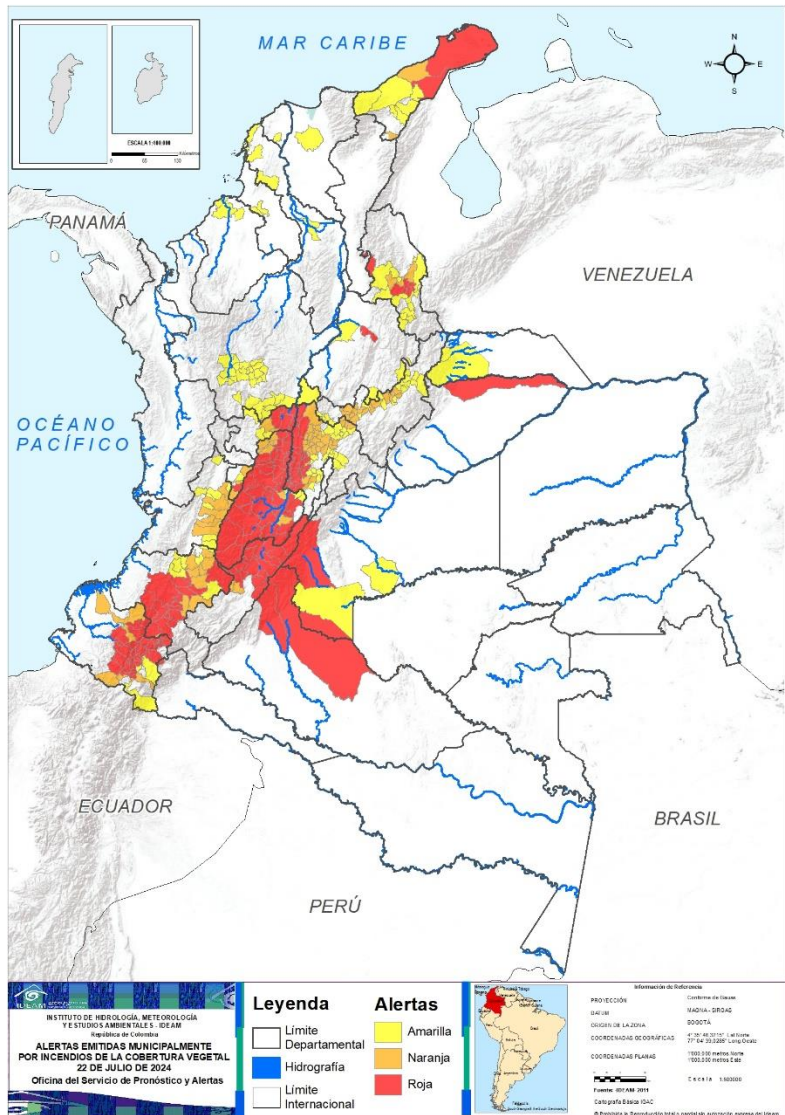 MAR CARIBE
N
W
E
S
ESCALA
PANAMÁ
VENEZUELA
OCÉANO
PACÍFICO
ECUADOR
BRASIL
PERÚ
IDEAM
INSTITUTO DE HIDROLOGÍA, METEOROLOGÍA
Y ESTUDIOS AMBIENTALES - IDEAM
República de Colombia
ALERTAS EMITIDAS MUNICIPALMENTE
POR INCENDIOS DE LA COBERTURA VEGETAL
22 DE JULIO DE 2024
Oficina del Servicio de Pronóstico y Alertas
Leyenda
Límite
Departamental
Hidrografía
Límite
Internacional
Alertas
Amarilla
Naranja
Roja
Información de Referencia
PROYECCIÓN
Conforme de Gauss
DATUM
MAGNA - SIRGAS
ORIGEN DE LA ZONA
BOGOTÁ
COORDENADAS GEOGRÁFICAS
COORDENADAS PLANAS
Escala
Fuente: IDEAM 2011
Cartografía Básica IGAC